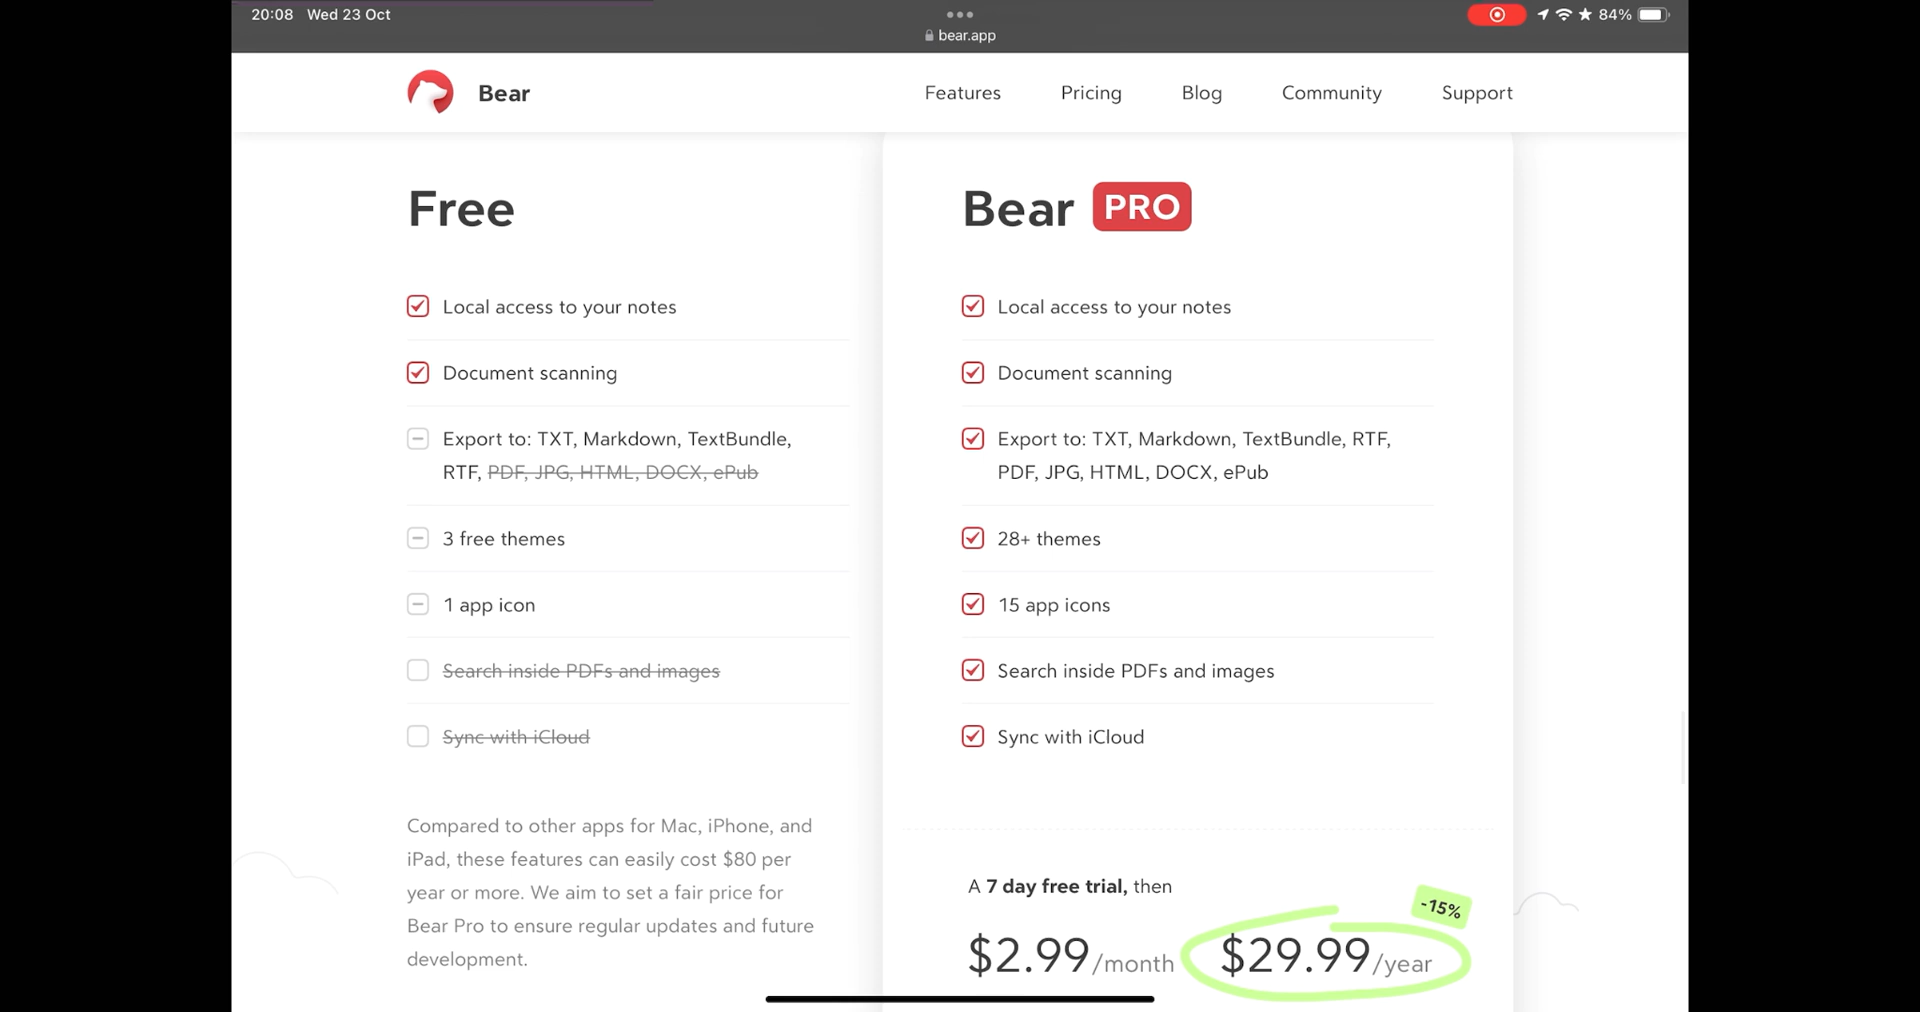 20:08 Wed 23 Oct
84%
bear.app
Bear
Features Pricing Blog Community Support
Free
Local access to your notes
Document scanning
Export to: TXT, Markdown, TextBundle,
RTF, PDF, JPG, HTML, DOCX, ePub
3 free themes
1 app icon
Search inside PDFs and images
Sync with iCloud
Compared to other apps for Mac, iPhone, and
iPad, these features can easily cost $80 per
year or more. We aim to set a fair price for
Bear Pro to ensure regular updates and future
development.
Bear PRO
Local access to your notes
Document scanning
Export to: TXT, Markdown, TextBundle, RTF,
PDF, JPG, HTML, DOCX, ePub
28+ themes
15 app icons
Search inside PDFs and images
Sync with iCloud
A 7 day free trial, then
-15%
$2.99/month $29.99/year